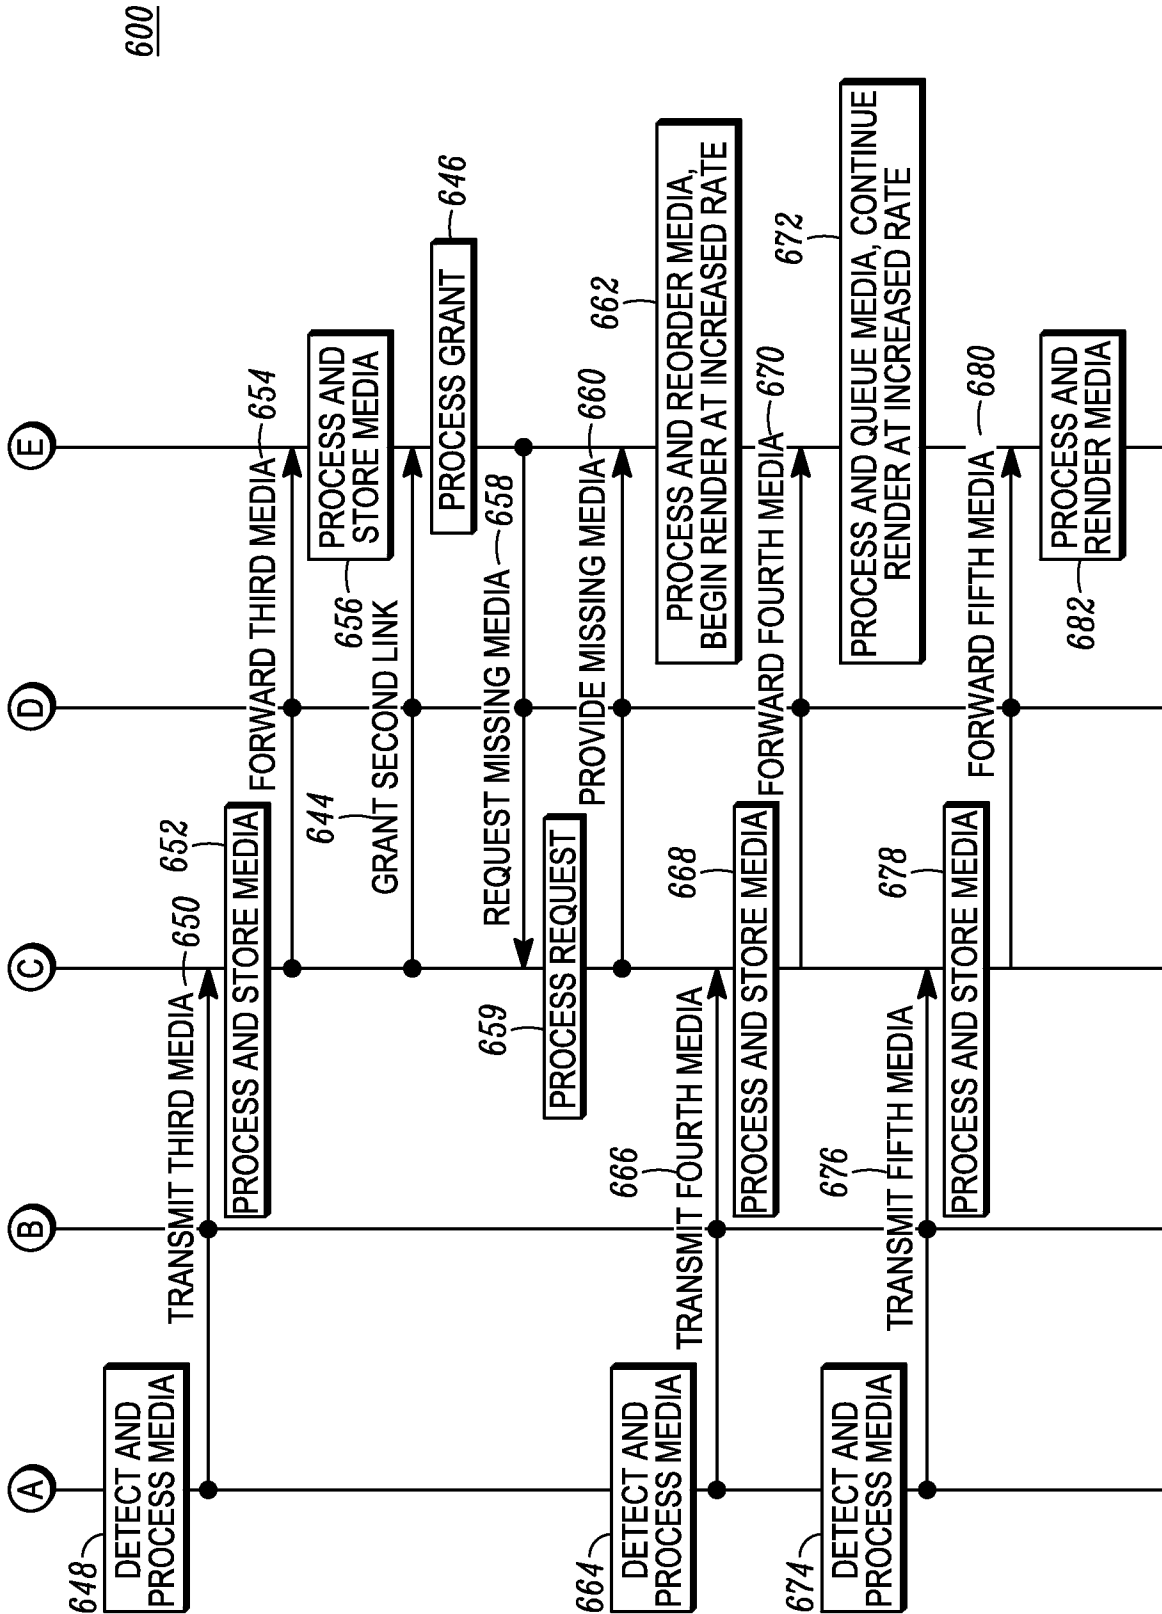 600
A
B
C
D
E
648
DETECT AND
PROCESS MEDIA
TRANSMIT THIRD MEDIA
650
652
PROCESS AND STORE MEDIA
FORWARD THIRD MEDIA
654
PROCESS AND
STORE MEDIA
656
644
GRANT SECOND LINK
PROCESS GRANT
646
REQUEST MISSING MEDIA
658
659
PROCESS REQUEST
PROVIDE MISSING MEDIA
660
662
PROCESS AND REORDER MEDIA,
BEGIN RENDER AT INCREASED RATE
664
DETECT AND
PROCESS MEDIA
666
TRANSMIT FOURTH MEDIA
668
PROCESS AND STORE MEDIA
FORWARD FOURTH MEDIA
670
672
PROCESS AND QUEUE MEDIA, CONTINUE
RENDER AT INCREASED RATE
674
DETECT AND
PROCESS MEDIA
676
TRANSMIT FIFTH MEDIA
678
PROCESS AND STORE MEDIA
FORWARD FIFTH MEDIA
680
PROCESS AND
RENDER MEDIA
682